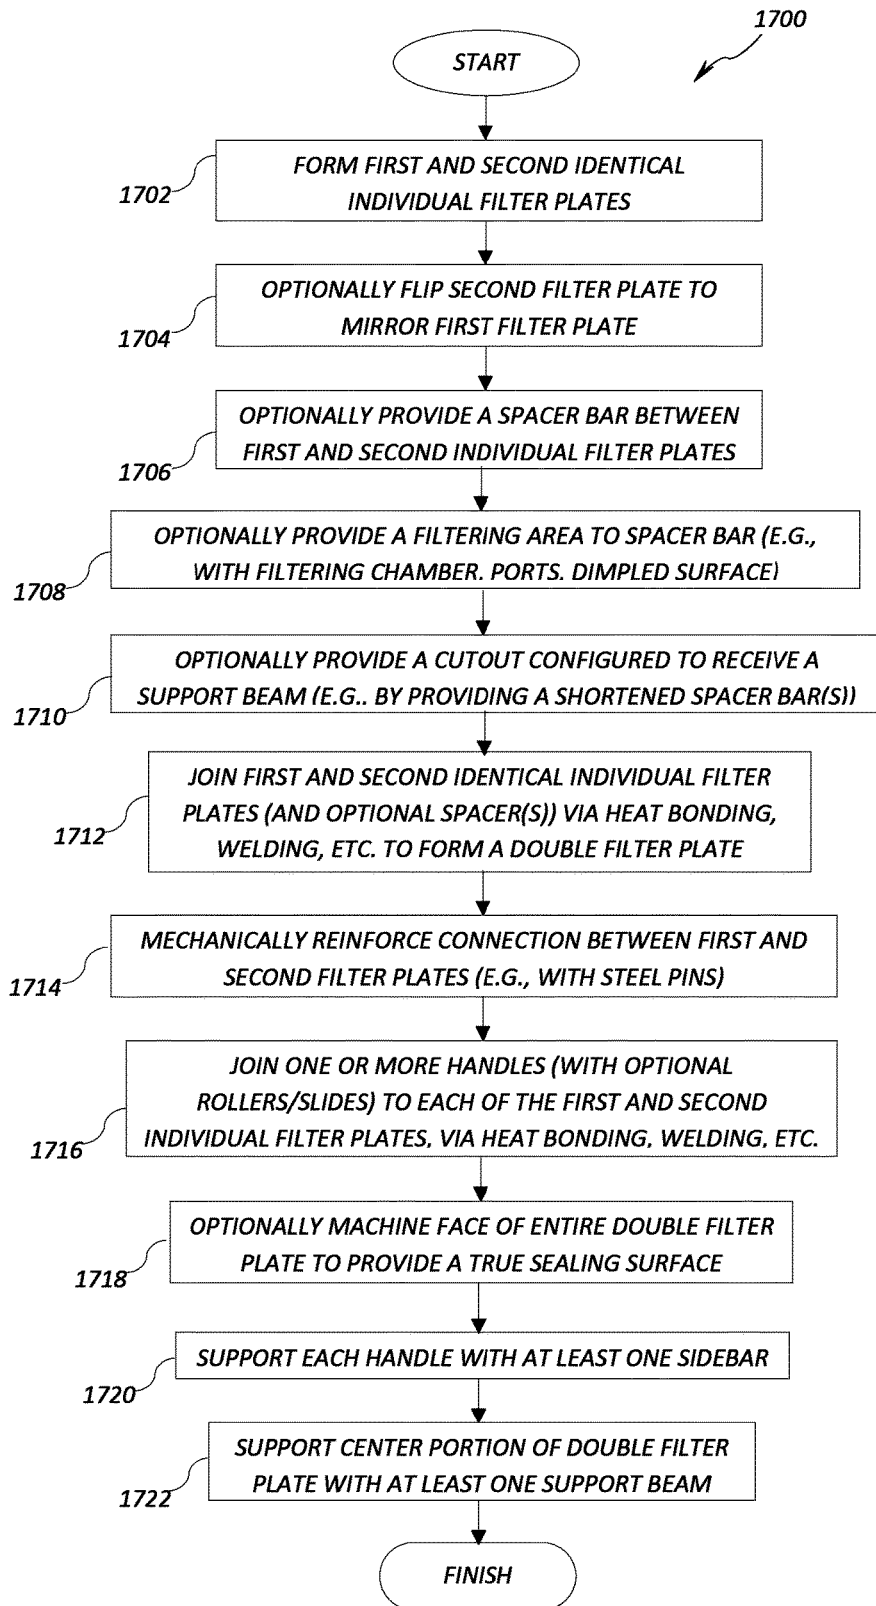 1700
START
1702
FORM FIRST AND SECOND IDENTICAL
INDIVIDUAL FILTER PLATES
1704
OPTIONALLY FLIP SECOND FILTER PLATE TO
MIRROR FIRST FILTER PLATE
1706
OPTIONALLY PROVIDE A SPACER BAR BETWEEN
FIRST AND SECOND INDIVIDUAL FILTER PLATES
1708
OPTIONALLY PROVIDE A FILTERING AREA TO SPACER BAR (E.G.,
WITH FILTERING CHAMBER. PORTS. DIMPLED SURFACE)
1710
OPTIONALLY PROVIDE A CUTOUT CONFIGURED TO RECEIVE A
SUPPORT BEAM (E.G.. BY PROVIDING A SHORTENED SPACER BAR(S))
1712
JOIN FIRST AND SECOND IDENTICAL INDIVIDUAL FILTER
PLATES (AND OPTIONAL SPACER(S)) VIA HEAT BONDING,
WELDING, ETC. TO FORM A DOUBLE FILTER PLATE
1714
MECHANICALLY REINFORCE CONNECTION BETWEEN FIRST AND
SECOND FILTER PLATES (E.G., WITH STEEL PINS)
1716
JOIN ONE OR MORE HANDLES (WITH OPTIONAL
ROLLERS/SLIDES) TO EACH OF THE FIRST AND SECOND
INDIVIDUAL FILTER PLATES. VIA HEAT BONDING. WELDING. ETC.
1718
OPTIONALLY MACHINE FACE OF ENTIRE DOUBLE FILTER
PLATE TO PROVIDE A TRUE SEALING SURFACE
1720
SUPPORT EACH HANDLE WITH AT LEAST ONE SIDEBAR
1722
SUPPORT CENTER PORTION OF DOUBLE FILTER
PLATE WITH AT LEAST ONE SUPPORT BEAM
FINISH